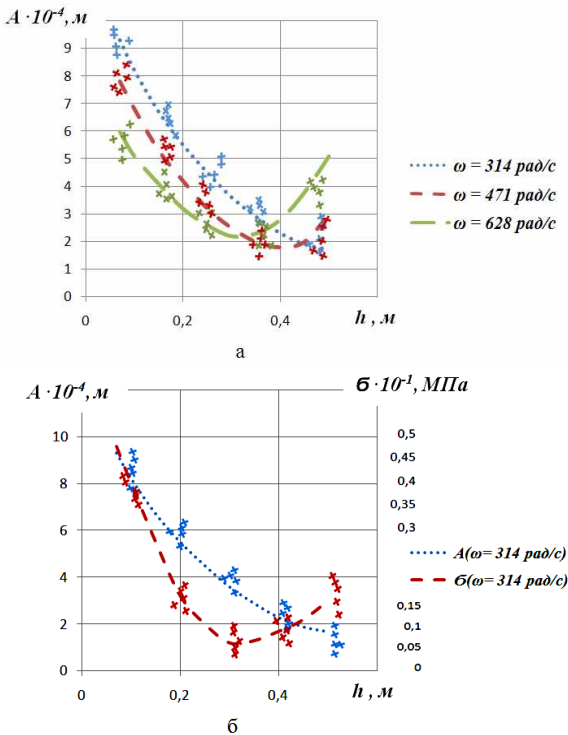 A ·10⁻⁴, м
9
8
7
6
5
4
3
2
1
0
0
0,2
0,4
h , м
ω = 314 рад/с
ω = 471 рад/с
ω = 628 рад/с
а
A ·10⁻⁴, м
б ·10⁻¹, МПа
10
8
6
4
2
0
0
0,2
0,4
h , м
0,5
0,45
0,4
0,35
0,3
0,15
0,1
0,05
0
A(ω= 314 рад/с)
б(ω= 314 рад/с)
б